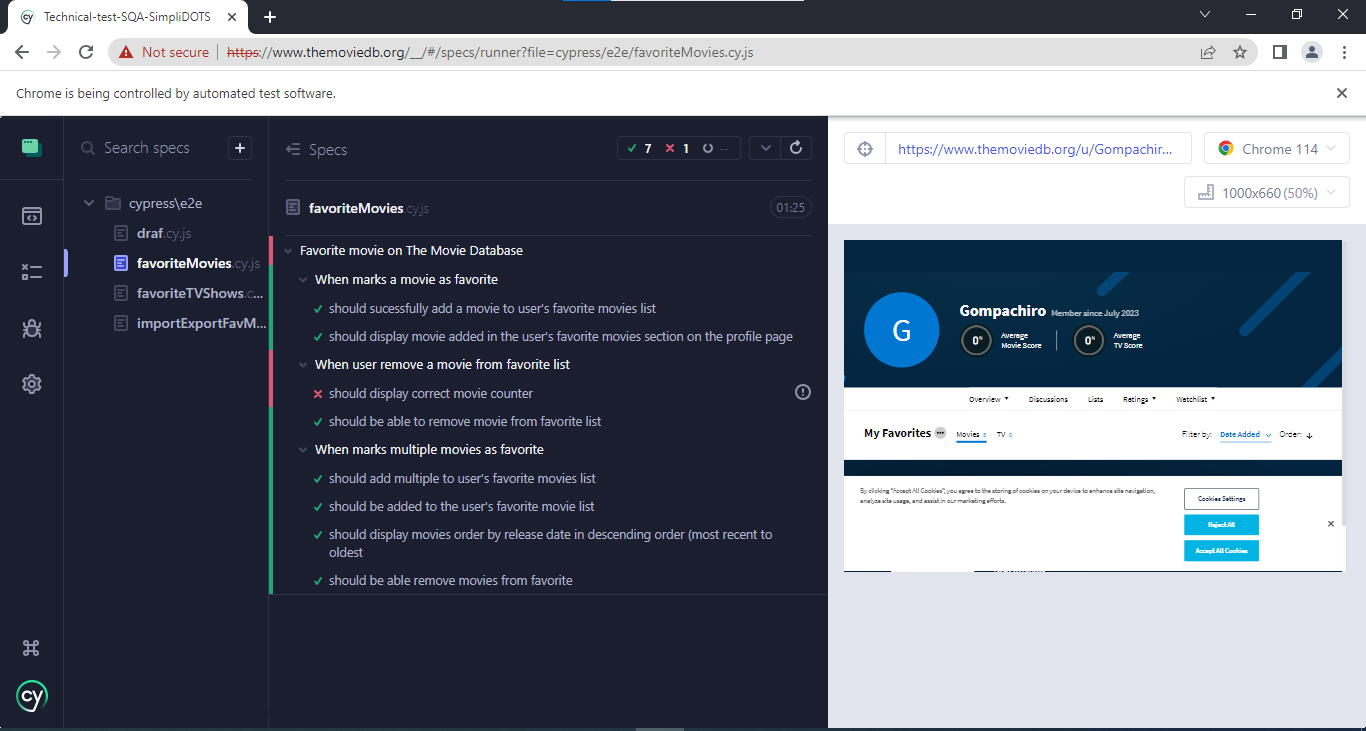 Technical-test-SQA-SimpliDOTS
Not secure
https://www.themoviedb.org/__/#/specs/runner?file=cypress/e2e/favoriteMovies.cy.js
Chrome is being controlled by automated test software.
Search specs
+
cypress\e2e
draf.cy.js
favoriteMovies.cy.js
favoriteTVShows.c...
importExportFavM...
cy
Specs
7
1
--
favoriteMovies.cy.js
01:25
Favorite movie on The Movie Database
When marks a movie as favorite
should sucessfully add a movie to user's favorite movies list
should display movie added in the user's favorite movies section on the profile page
When user remove a movie from favorite list
should display correct movie counter
should be able to remove movie from favorite list
When marks multiple movies as favorite
should add multiple to user's favorite movies list
should be added to the user's favorite movie list
should display movies order by release date in descending order (most recent to
oldest
should be able remove movies from favorite
https://www.themoviedb.org/u/Gompachir...
Chrome 114
1000x660 (50%)
G
Gompachiro Member since July 2023
0%
Average
Movie Score
0%
Average
TV Score
Overview
Discussions
Lists
Ratings
Watchlist
My Favorites
Movies
TV 0
Filter by:
Date Added
Order:
By clicking "Accept All Cookies", you agree to the storing of cookies on your device to enhance site navigation,
analyze site usage, and assist in our marketing efforts.
Cookies Settings
Reject All
Accept All Cookies